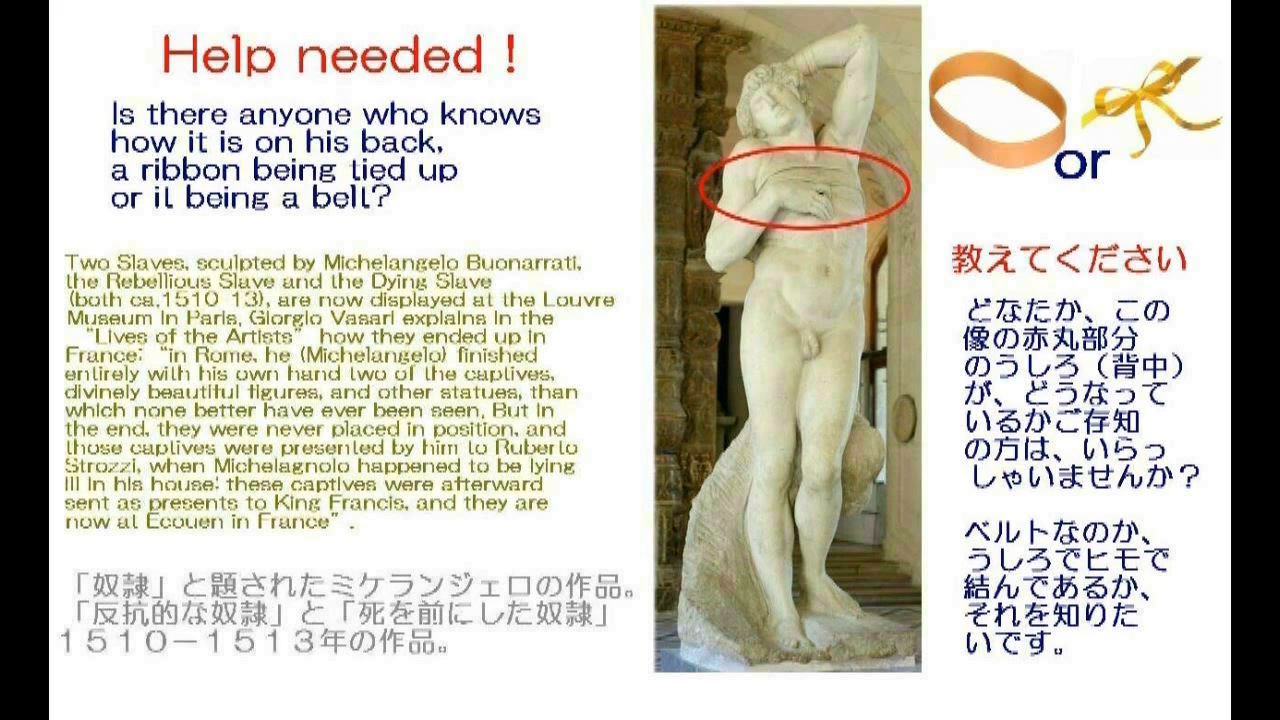 Help needed !
Is there anyone who knows
how it is on his back,
a ribbon being tied up
or it being a belt?
Two Slaves, sculpted by Michelangelo Buonarrati,
the Rebellious Slave and the Dying Slave
(both ca.1510 13), are now displayed at the Louvre
Museum in Paris, Giorgio Vasari explains in the
“Lives of the Artists” how they ended up in
France: “in Rome, he (Michelangelo) finished
entirely with his own hand two of the captives,
divinely beautiful figures, and other statues, than
which none better have ever been seen, But in
the end, they were never placed in position, and
those captives were presented by him to Ruberto
Strozzi, when Michelagnolo happened to be lying
ill in his house: these captives were afterward
sent as presents to King Francis, and they are
now at Ecouen in France”.
「奴隷」と題されたミケランジェロの作品。
「反抗的な奴隷」と「死を前にした奴隷」
1510－1513年の作品。
or
教えてください
どなたか、この
像の赤丸部分
のうしろ（背中）
が、どうなって
いるかご存知
の方は、いらっ
しゃいませんか？
ベルトなのか、
うしろでヒモで
結んであるか、
それを知りた
いです。